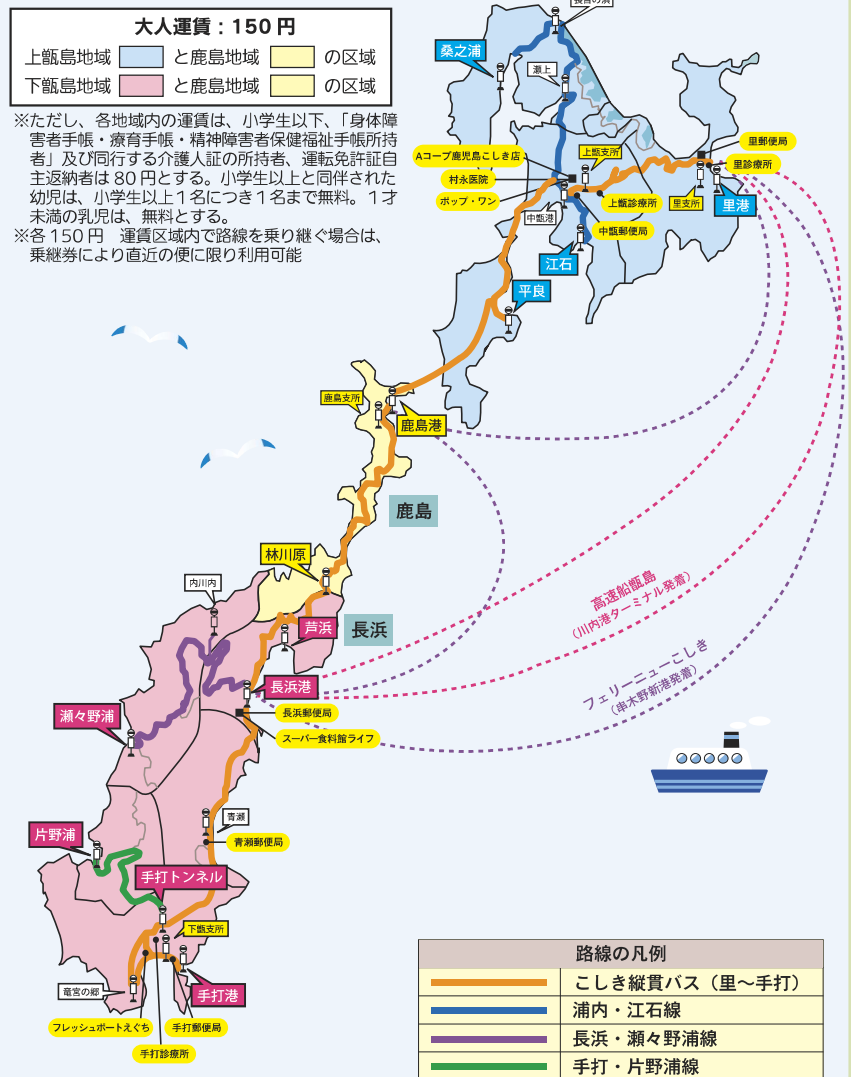 大人運賃：150円
上甑島地域 と鹿島地域 の区域
下甑島地域 と鹿島地域 の区域
※ただし、各地域内の運賃は、小学生以下、「身体障
害者手帳・療育手帳・精神障害者保健福祉手帳所持
者」及び同行する介護人証の所持者、運転免許証自
主返納者は80円とする。小学生以上と同伴された
幼児は、小学生以上1名につき1名まで無料。1才
未満の乳児は、無料とする。
※各150円　運賃区域内で路線を乗り継ぐ場合は、
乗継券により直近の便に限り利用可能
桑之浦
瀬上
里郵便局
Aコープ鹿児島こしき店
上甑支所
里診療所
村永医院
ポップ・ワン
上甑診療所
里支所
里港
中甑港
中甑郵便局
江石
平良
鹿島支所
鹿島港
鹿島
林川原
内川内
芦浜
長浜
高速船甑島
（川内港ターミナル発着）
長浜港
フェリーニューこしき
（串木野新港発着）
瀬々野浦
長浜郵便局
スーパー食料館ライフ
青瀬
片野浦
青瀬郵便局
手打トンネル
下甑支所
竜宮の郷
手打港
フレッシュポートえぐち
手打郵便局
手打診療所
路線の凡例
こしき縦貫バス（里～手打）
浦内・江石線
長浜・瀬々野浦線
手打・片野浦線